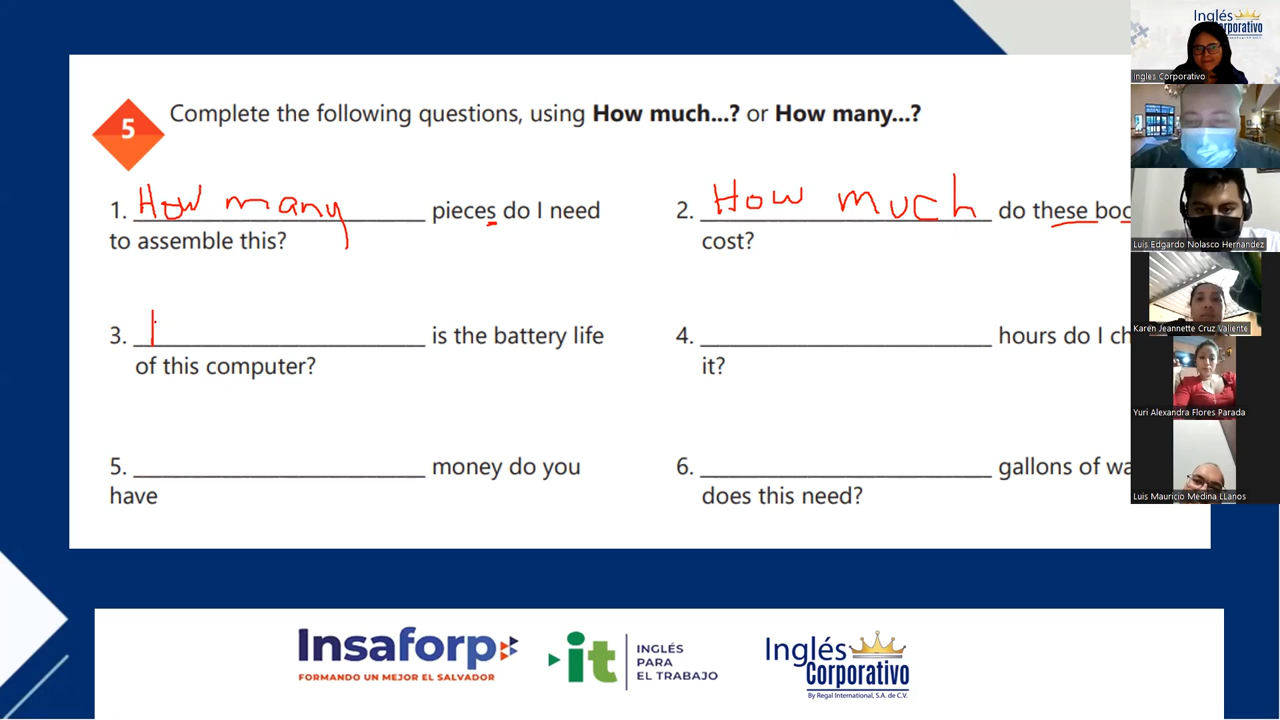 Inglés
Corporativo
Ingles Corporativo
5
Complete the following questions, using How much...? or How many...?
1. How many pieces do I need
to assemble this?
2. How much do these
cost?
Luis Edgardo Nolasco Hernandez
3. is the battery life
of this computer?
4. hours do I
it?
Karen Jeannette Cruz Valiente
Yuri Alexandra Flores Parada
5. money do you
have
6. gallons of
does this need?
Luis Mauricio Medina LLanos
Insaforp
FORMANDO UN MEJOR EL SALVADOR
it
INGLÉS
PARA
EL TRABAJO
Inglés
Corporativo
By Regal International, S.A. de C.V.